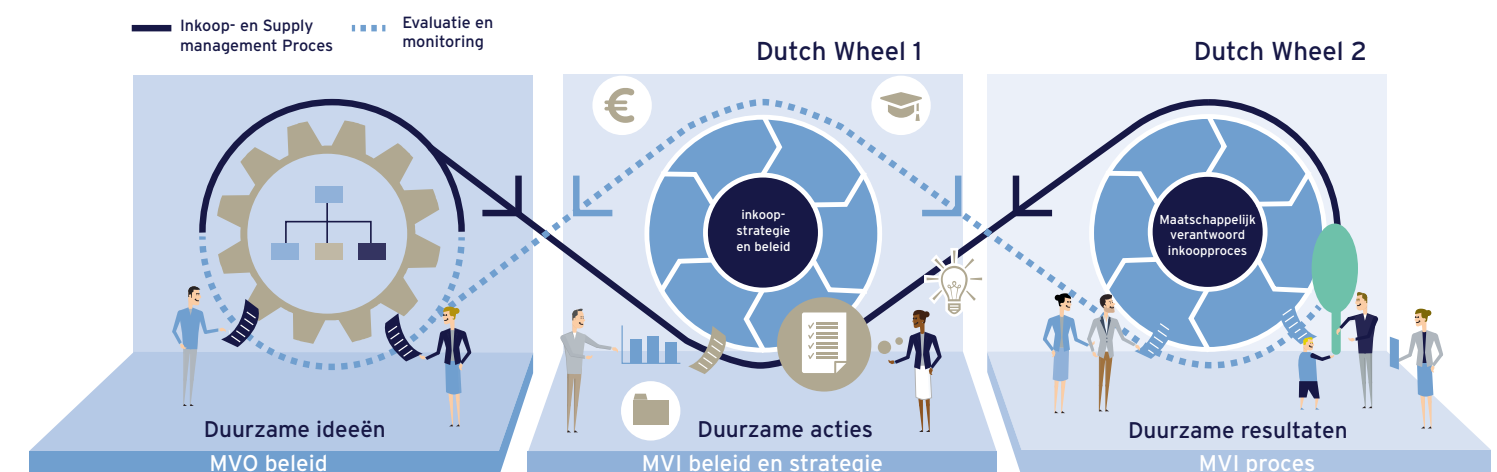 Inkoop- en Supply
management Proces
Evaluatie en
monitoring
Dutch Wheel 1
Dutch Wheel 2
inkoop-
strategie
en beleid
Maatschappelijk
verantwoord
inkoopproces
Duurzame ideeën
Duurzame acties
Duurzame resultaten
MVO beleid
MVI beleid en strategie
MVI proces